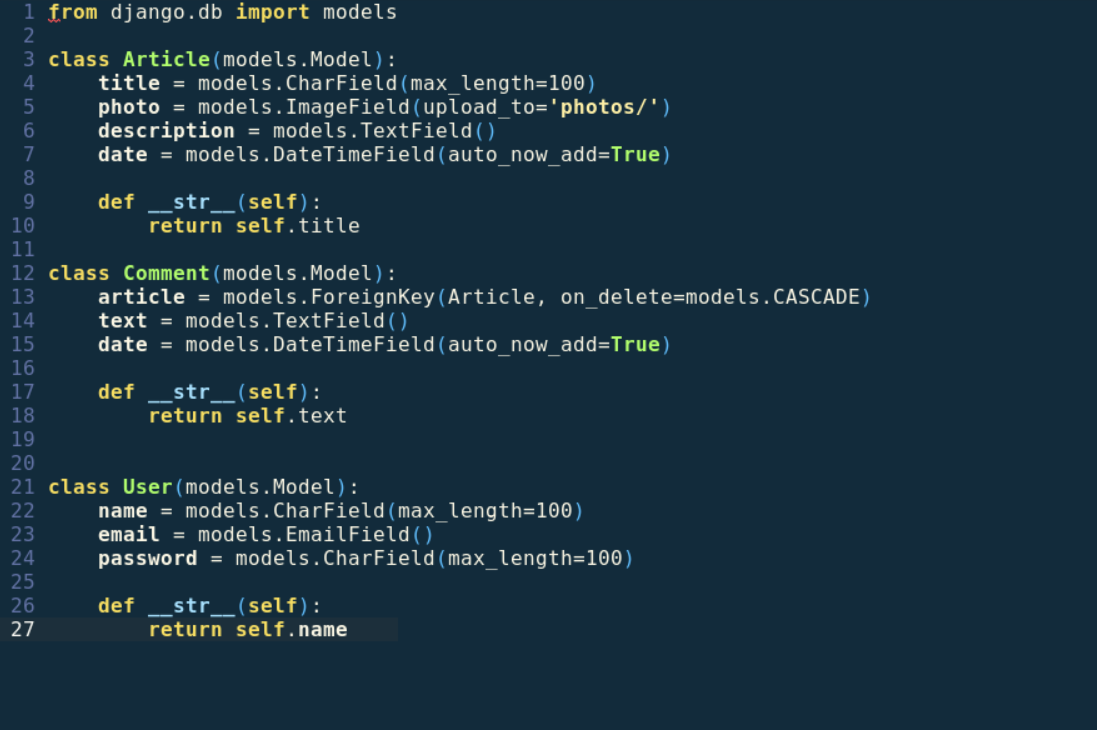 1 from django.db import models
2
3 class Article(models.Model):
4     title = models.CharField(max_length=100)
5     photo = models.ImageField(upload_to='photos/')
6     description = models.TextField()
7     date = models.DateTimeField(auto_now_add=True)
8
9     def __str__(self):
10         return self.title
11
12 class Comment(models.Model):
13     article = models.ForeignKey(Article, on_delete=models.CASCADE)
14     text = models.TextField()
15     date = models.DateTimeField(auto_now_add=True)
16
17     def __str__(self):
18         return self.text
19
20
21 class User(models.Model):
22     name = models.CharField(max_length=100)
23     email = models.EmailField()
24     password = models.CharField(max_length=100)
25
26     def __str__(self):
27         return self.name